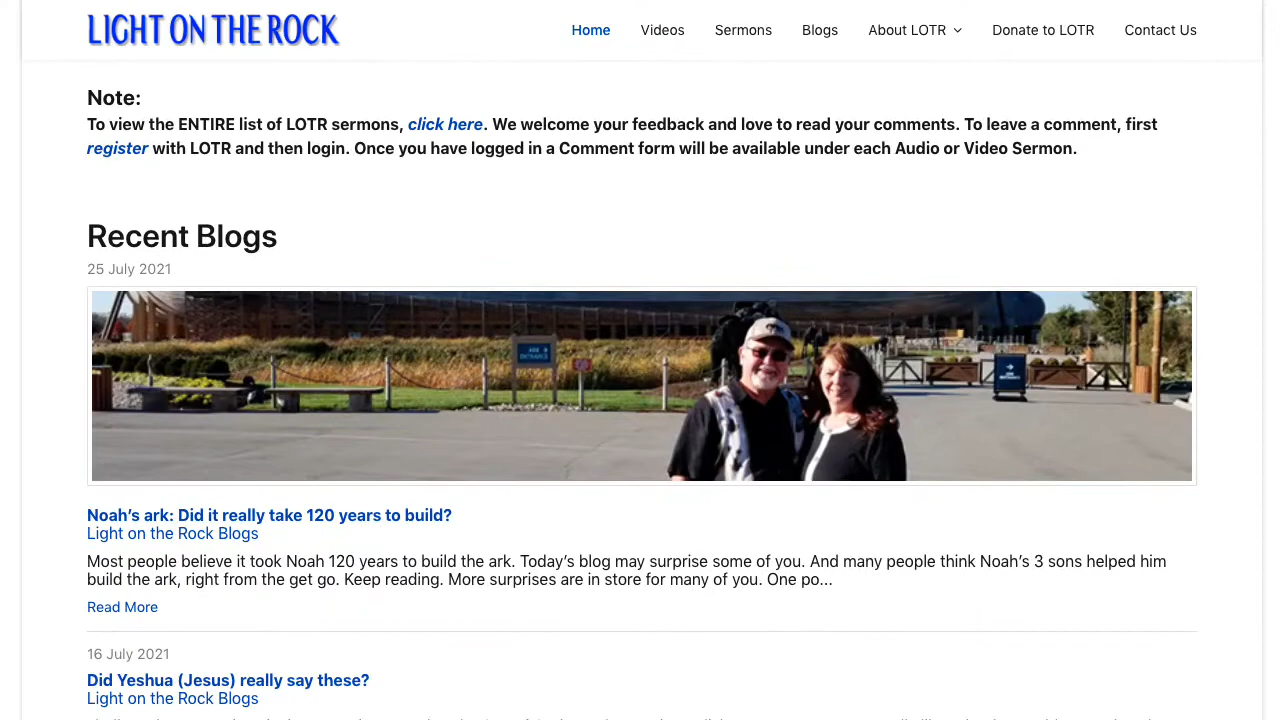 LIGHT ON THE ROCK
Home Videos Sermons Blogs About LOTR Donate to LOTR Contact Us
Note:
To view the ENTIRE list of LOTR sermons, click here. We welcome your feedback and love to read your comments. To leave a comment, first
register with LOTR and then login. Once you have logged in a Comment form will be available under each Audio or Video Sermon.
Recent Blogs
25 July 2021
ARK
ENTRANCE
Noah’s ark: Did it really take 120 years to build?
Light on the Rock Blogs
Most people believe it took Noah 120 years to build the ark. Today’s blog may surprise some of you. And many people think Noah’s 3 sons helped him
build the ark, right from the get go. Keep reading. More surprises are in store for many of you. One po...
Read More
16 July 2021
Did Yeshua (Jesus) really say these?
Light on the Rock Blogs